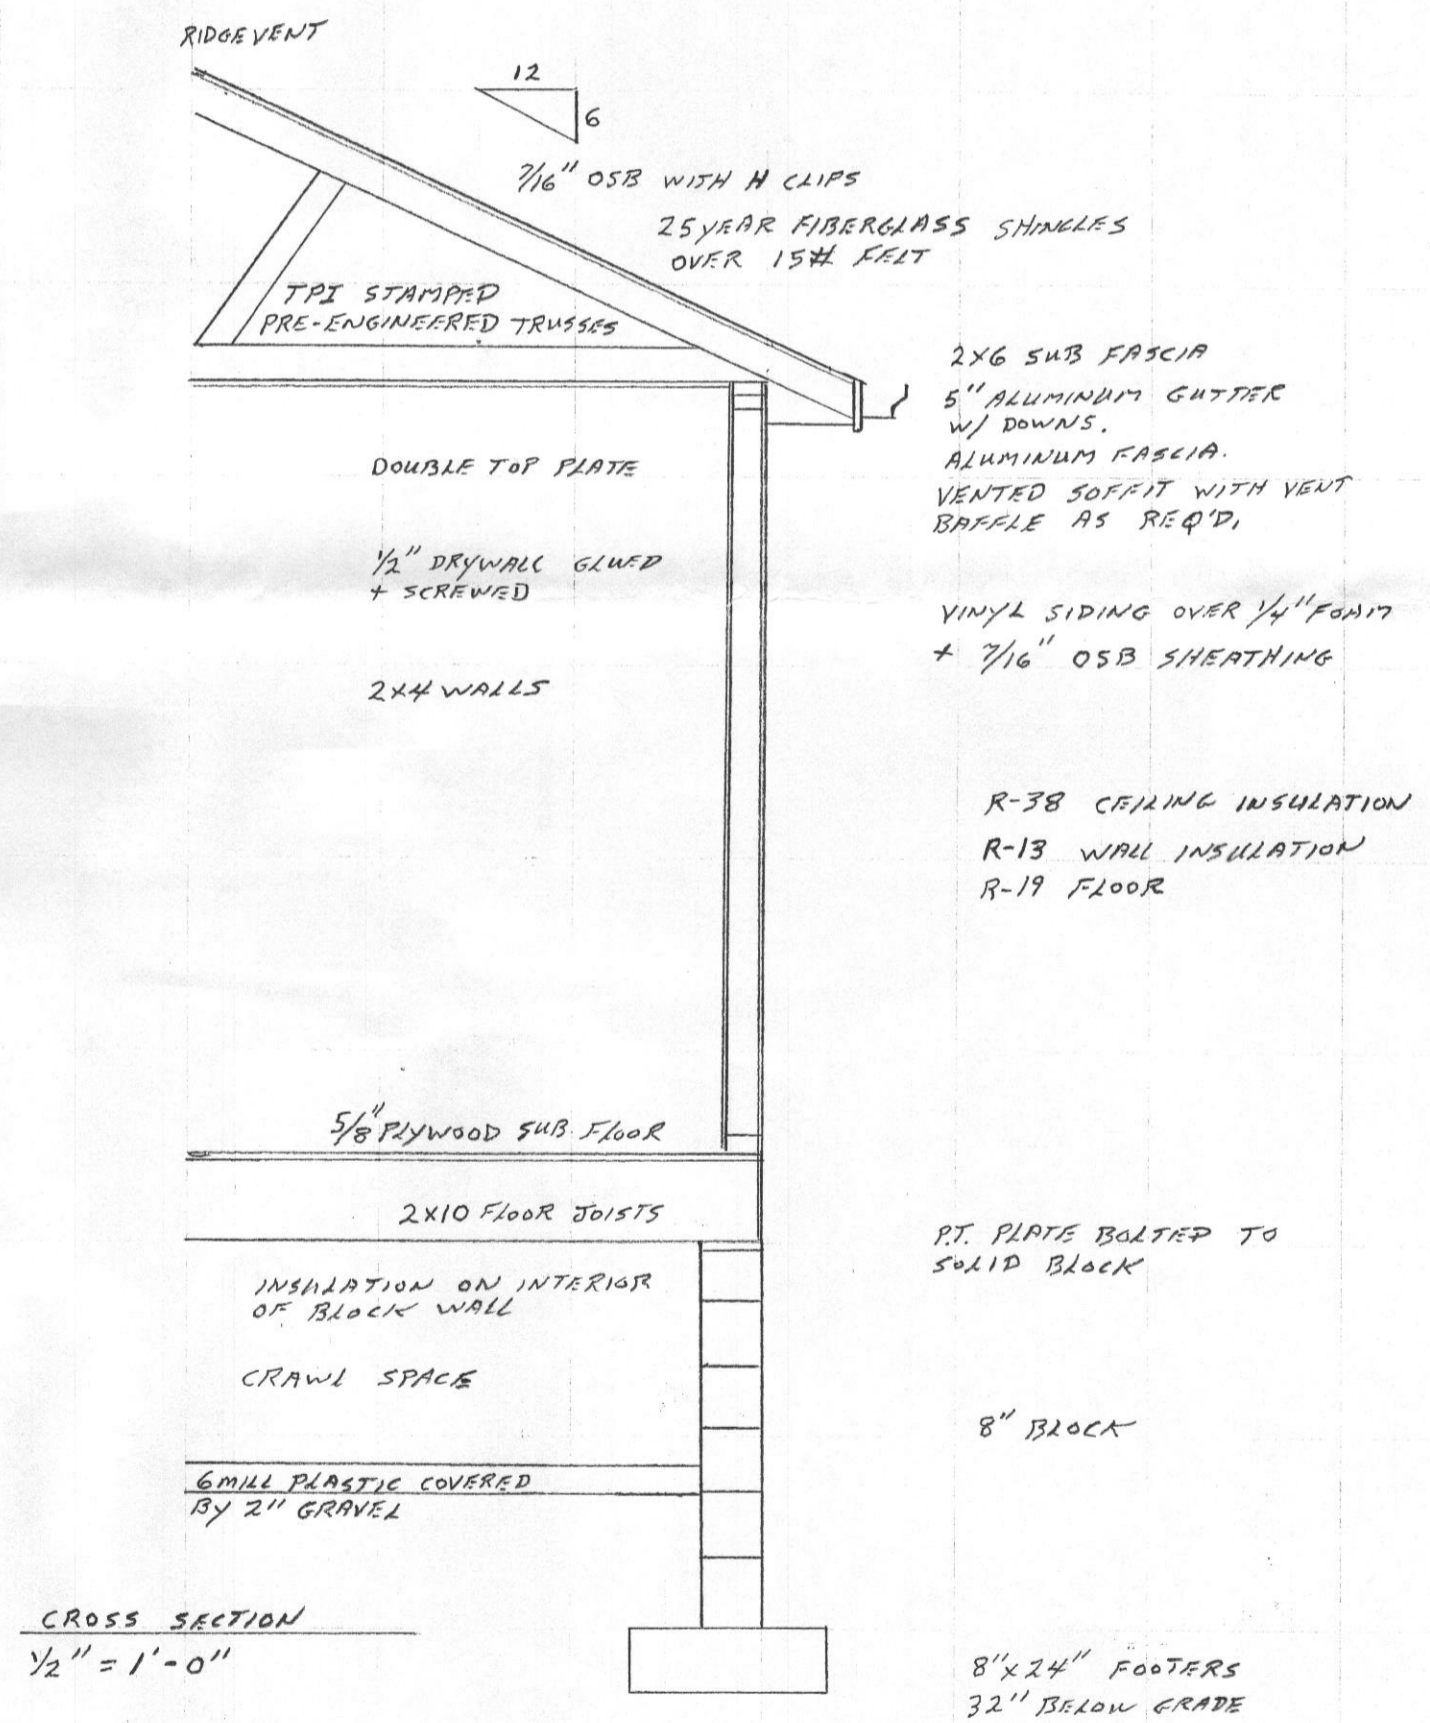 RIDGE VENT
12
6
7/16" OSB WITH H CLIPS
25 YEAR FIBERGLASS SHINGLES
OVER 15# FELT
TPI STAMPED
PRE-ENGINEERED TRUSSES
2X6 SUB FASCIA
5" ALUMINUM GUTTER
W/ DOWNS.
ALUMINUM FASCIA.
VENTED SOFFIT WITH VENT
BAFFLE AS REQ'D.
DOUBLE TOP PLATE
1/2" DRYWALL GLUED
+ SCREWED
VINYL SIDING OVER 1/4" FOAM
+ 7/16" OSB SHEATHING
2X4 WALLS
R-38 CEILING INSULATION
R-13 WALL INSULATION
R-19 FLOOR
5/8" PLYWOOD SUB FLOOR
2X10 FLOOR JOISTS
P.T. PLATE BOLTED TO
SOLID BLOCK
INSULATION ON INTERIOR
OF BLOCK WALL
CRAWL SPACE
8" BLOCK
6 MILL PLASTIC COVERED
BY 2" GRAVEL
CROSS SECTION
1/2" = 1'-0"
8" X 24" FOOTERS
32" BELOW GRADE